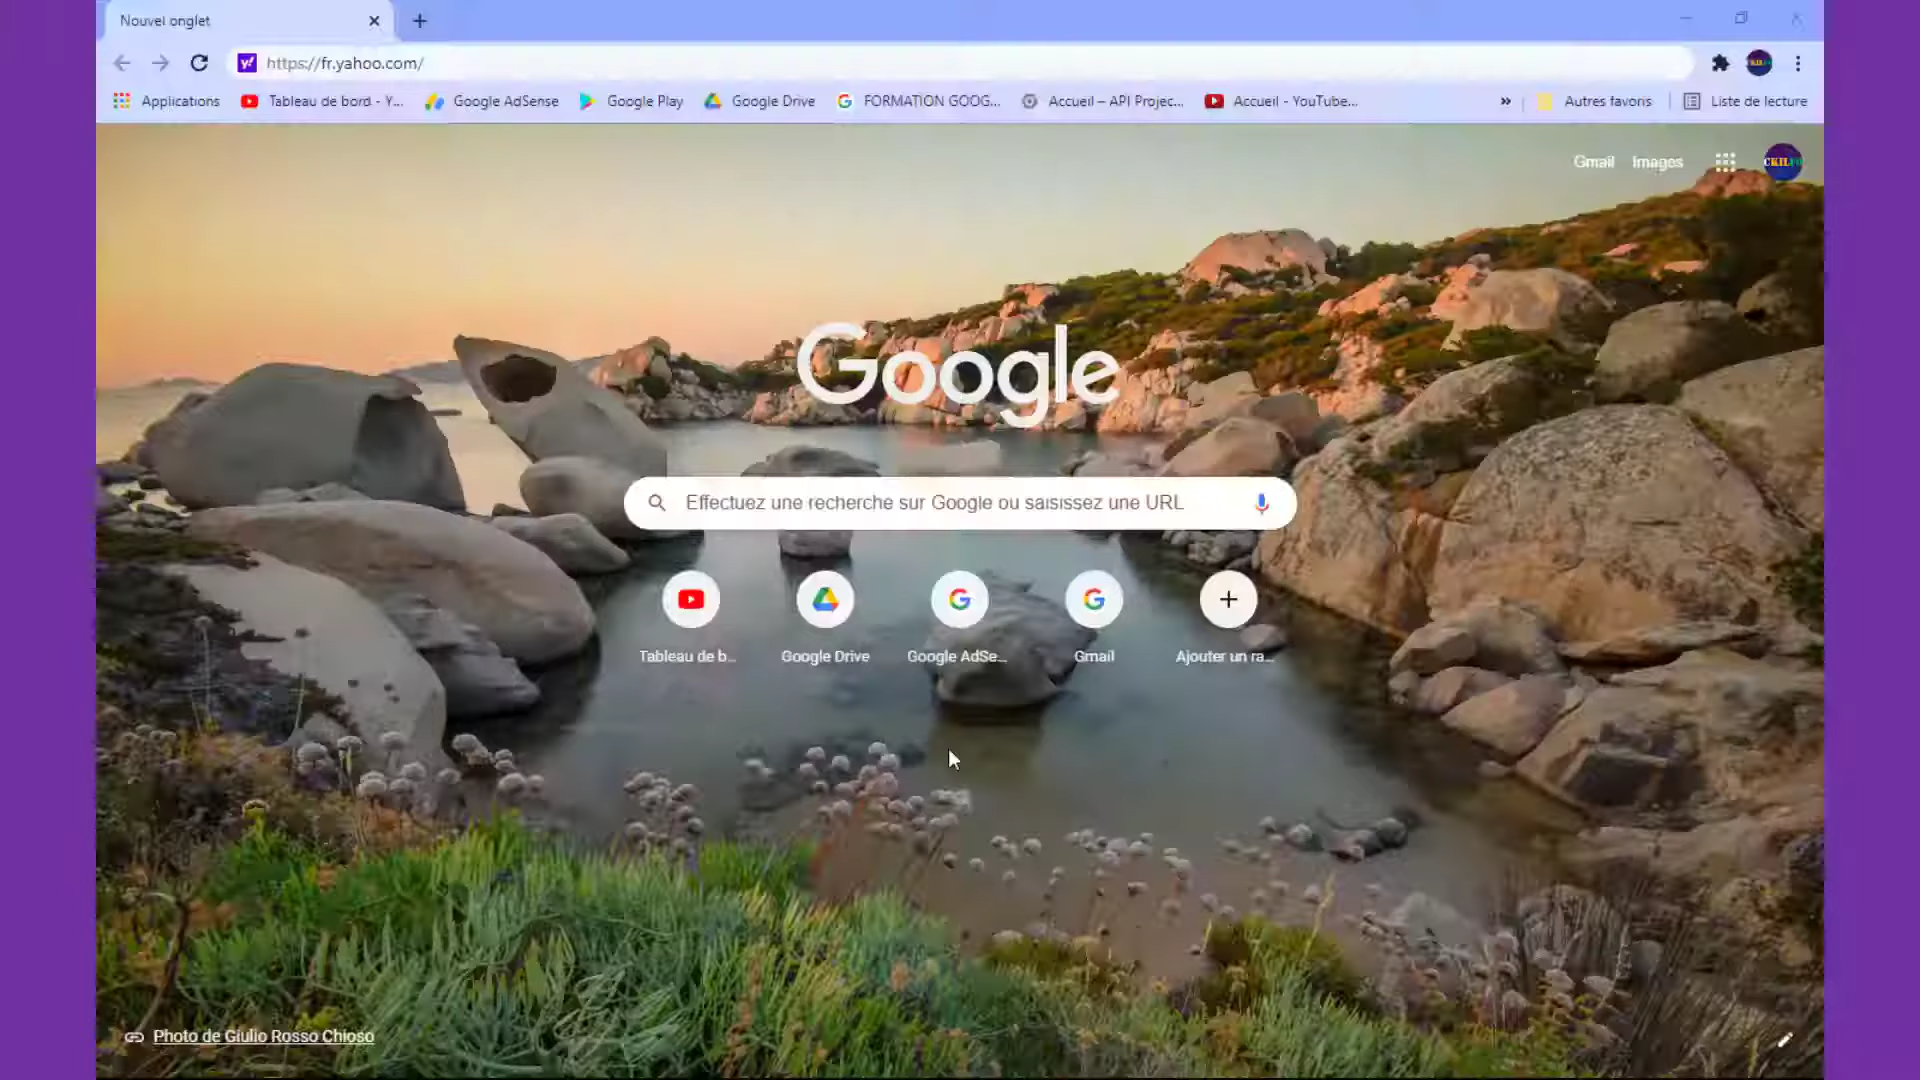 Nouvel onglet
https://fr.yahoo.com/
Applications
Tableau de bord - Y...
Google AdSense
Google Play
Google Drive
FORMATION GOOG...
Accueil – API Projec...
Accueil - YouTube...
»
Autres favoris
Liste de lecture
Gmail
Images
Google
Effectuez une recherche sur Google ou saisissez une URL
Tableau de b...
Google Drive
Google AdSe...
Gmail
Ajouter un ra...
Photo de Giulio Rosso Chioso